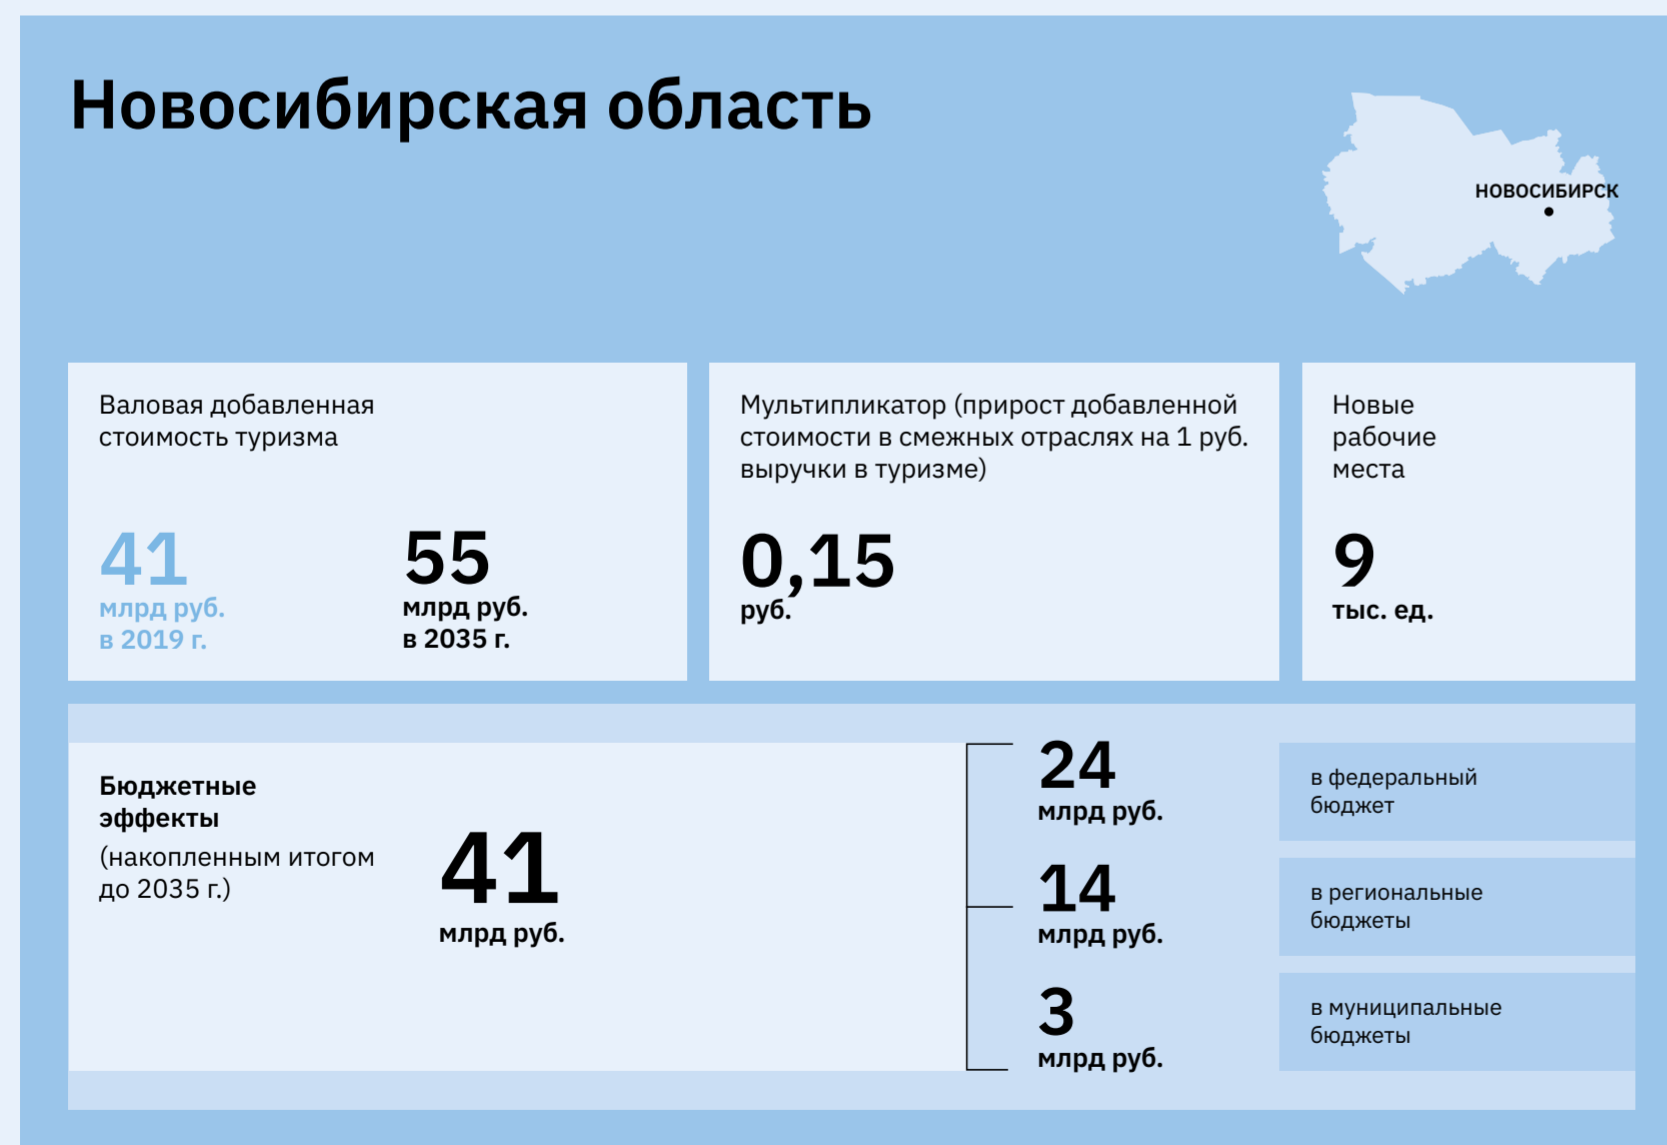 Новосибирская область
НОВОСИБИРСК
Валовая добавленная
стоимость туризма
41
млрд руб.
в 2019 г.
55
млрд руб.
в 2035 г.
Мультипликатор (прирост добавленной
стоимости в смежных отраслях на 1 руб.
выручки в туризме)
0,15
руб.
Новые
рабочие
места
9
тыс. ед.
Бюджетные
эффекты
(накопленным итогом
до 2035 г.)
41
млрд руб.
24
млрд руб.
в федеральный
бюджет
14
млрд руб.
в региональные
бюджеты
3
млрд руб.
в муниципальные
бюджеты